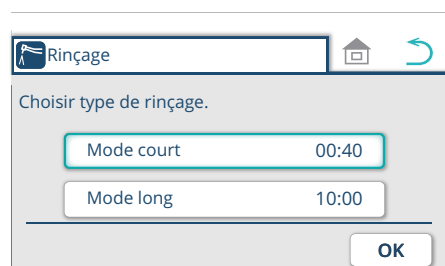 Rinçage
Choisir type de rinçage.
Mode court 00:40
Mode long 10:00
OK